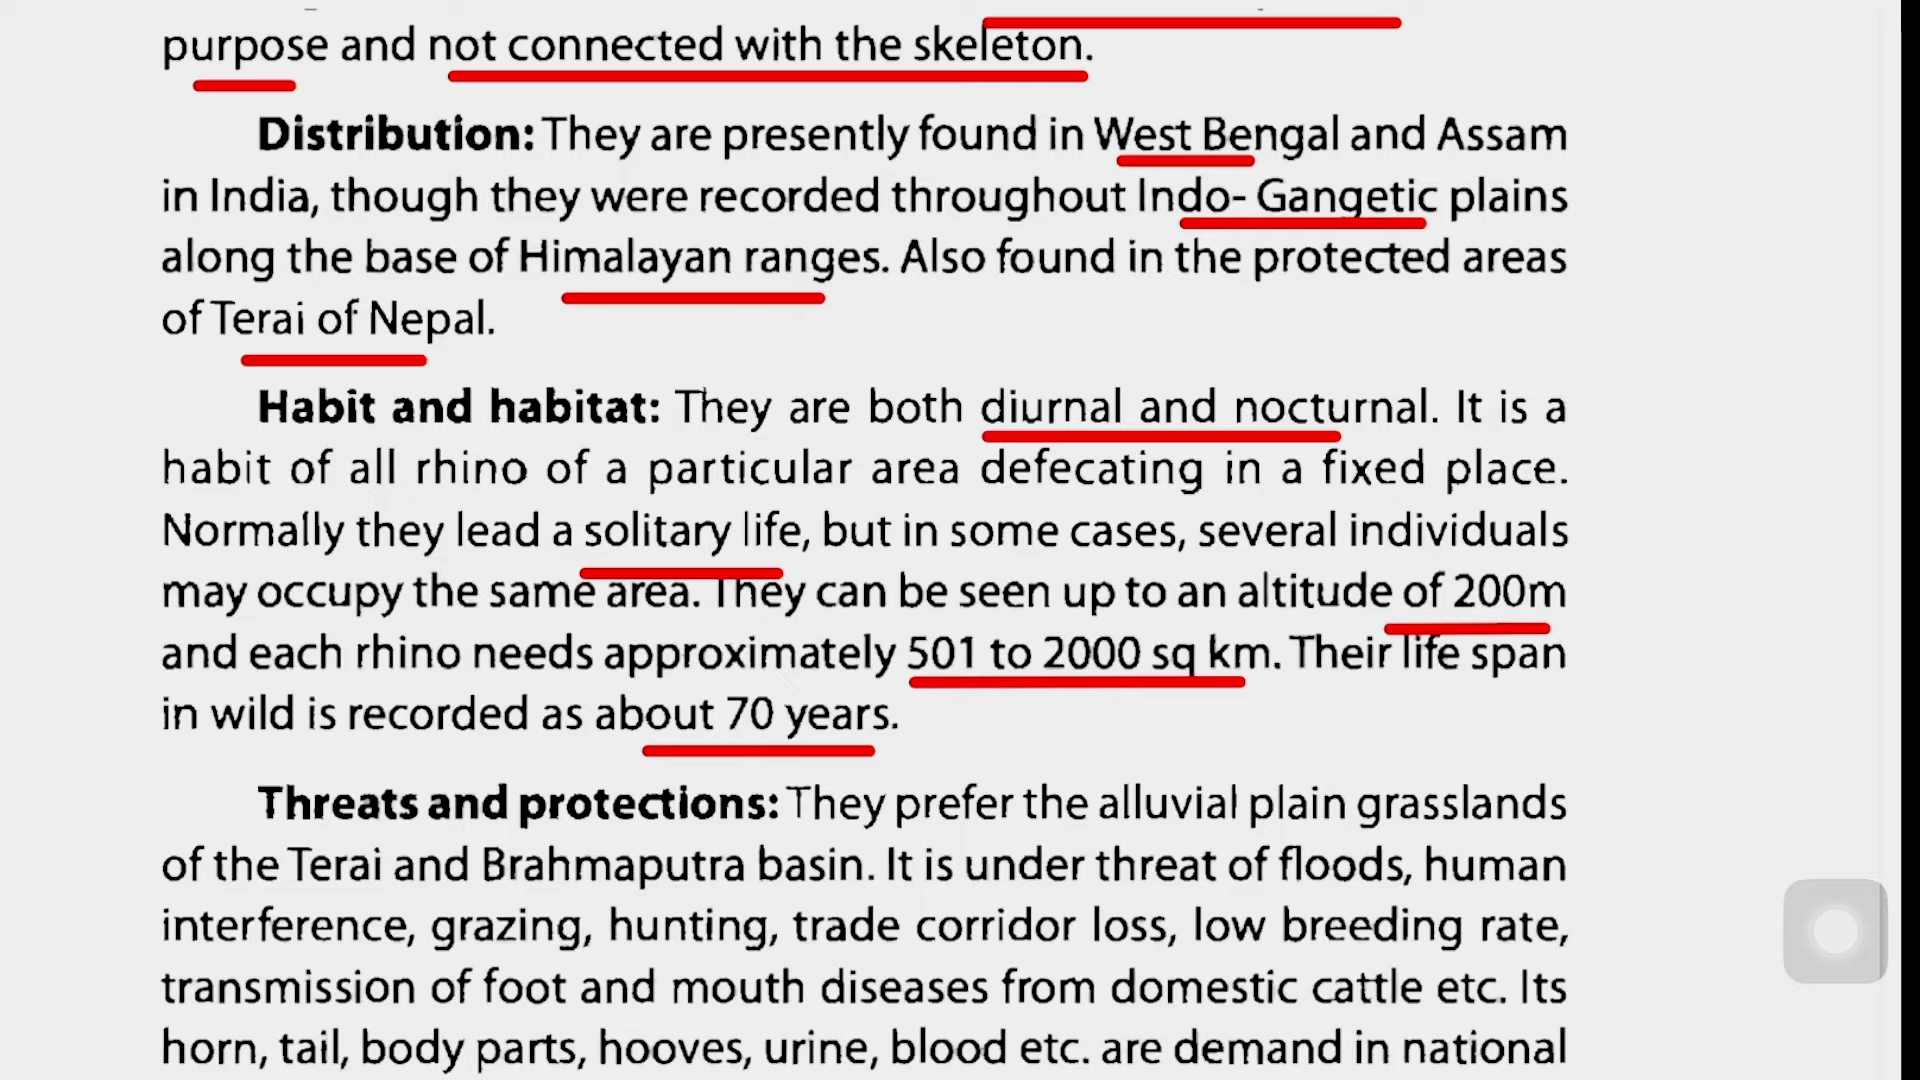 purpose and not connected with the skeleton.
Distribution: They are presently found in West Bengal and Assam
in India, though they were recorded throughout Indo- Gangetic plains
along the base of Himalayan ranges. Also found in the protected areas
of Terai of Nepal.
Habit and habitat: They are both diurnal and nocturnal. It is a
habit of all rhino of a particular area defecating in a fixed place.
Normally they lead a solitary life, but in some cases, several individuals
may occupy the same area. They can be seen up to an altitude of 200m
and each rhino needs approximately 501 to 2000 sq km. Their life span
in wild is recorded as about 70 years.
Threats and protections: They prefer the alluvial plain grasslands
of the Terai and Brahmaputra basin. It is under threat of floods, human
interference, grazing, hunting, trade corridor loss, low breeding rate,
transmission of foot and mouth diseases from domestic cattle etc. Its
horn, tail, body parts, hooves, urine, blood etc. are demand in national